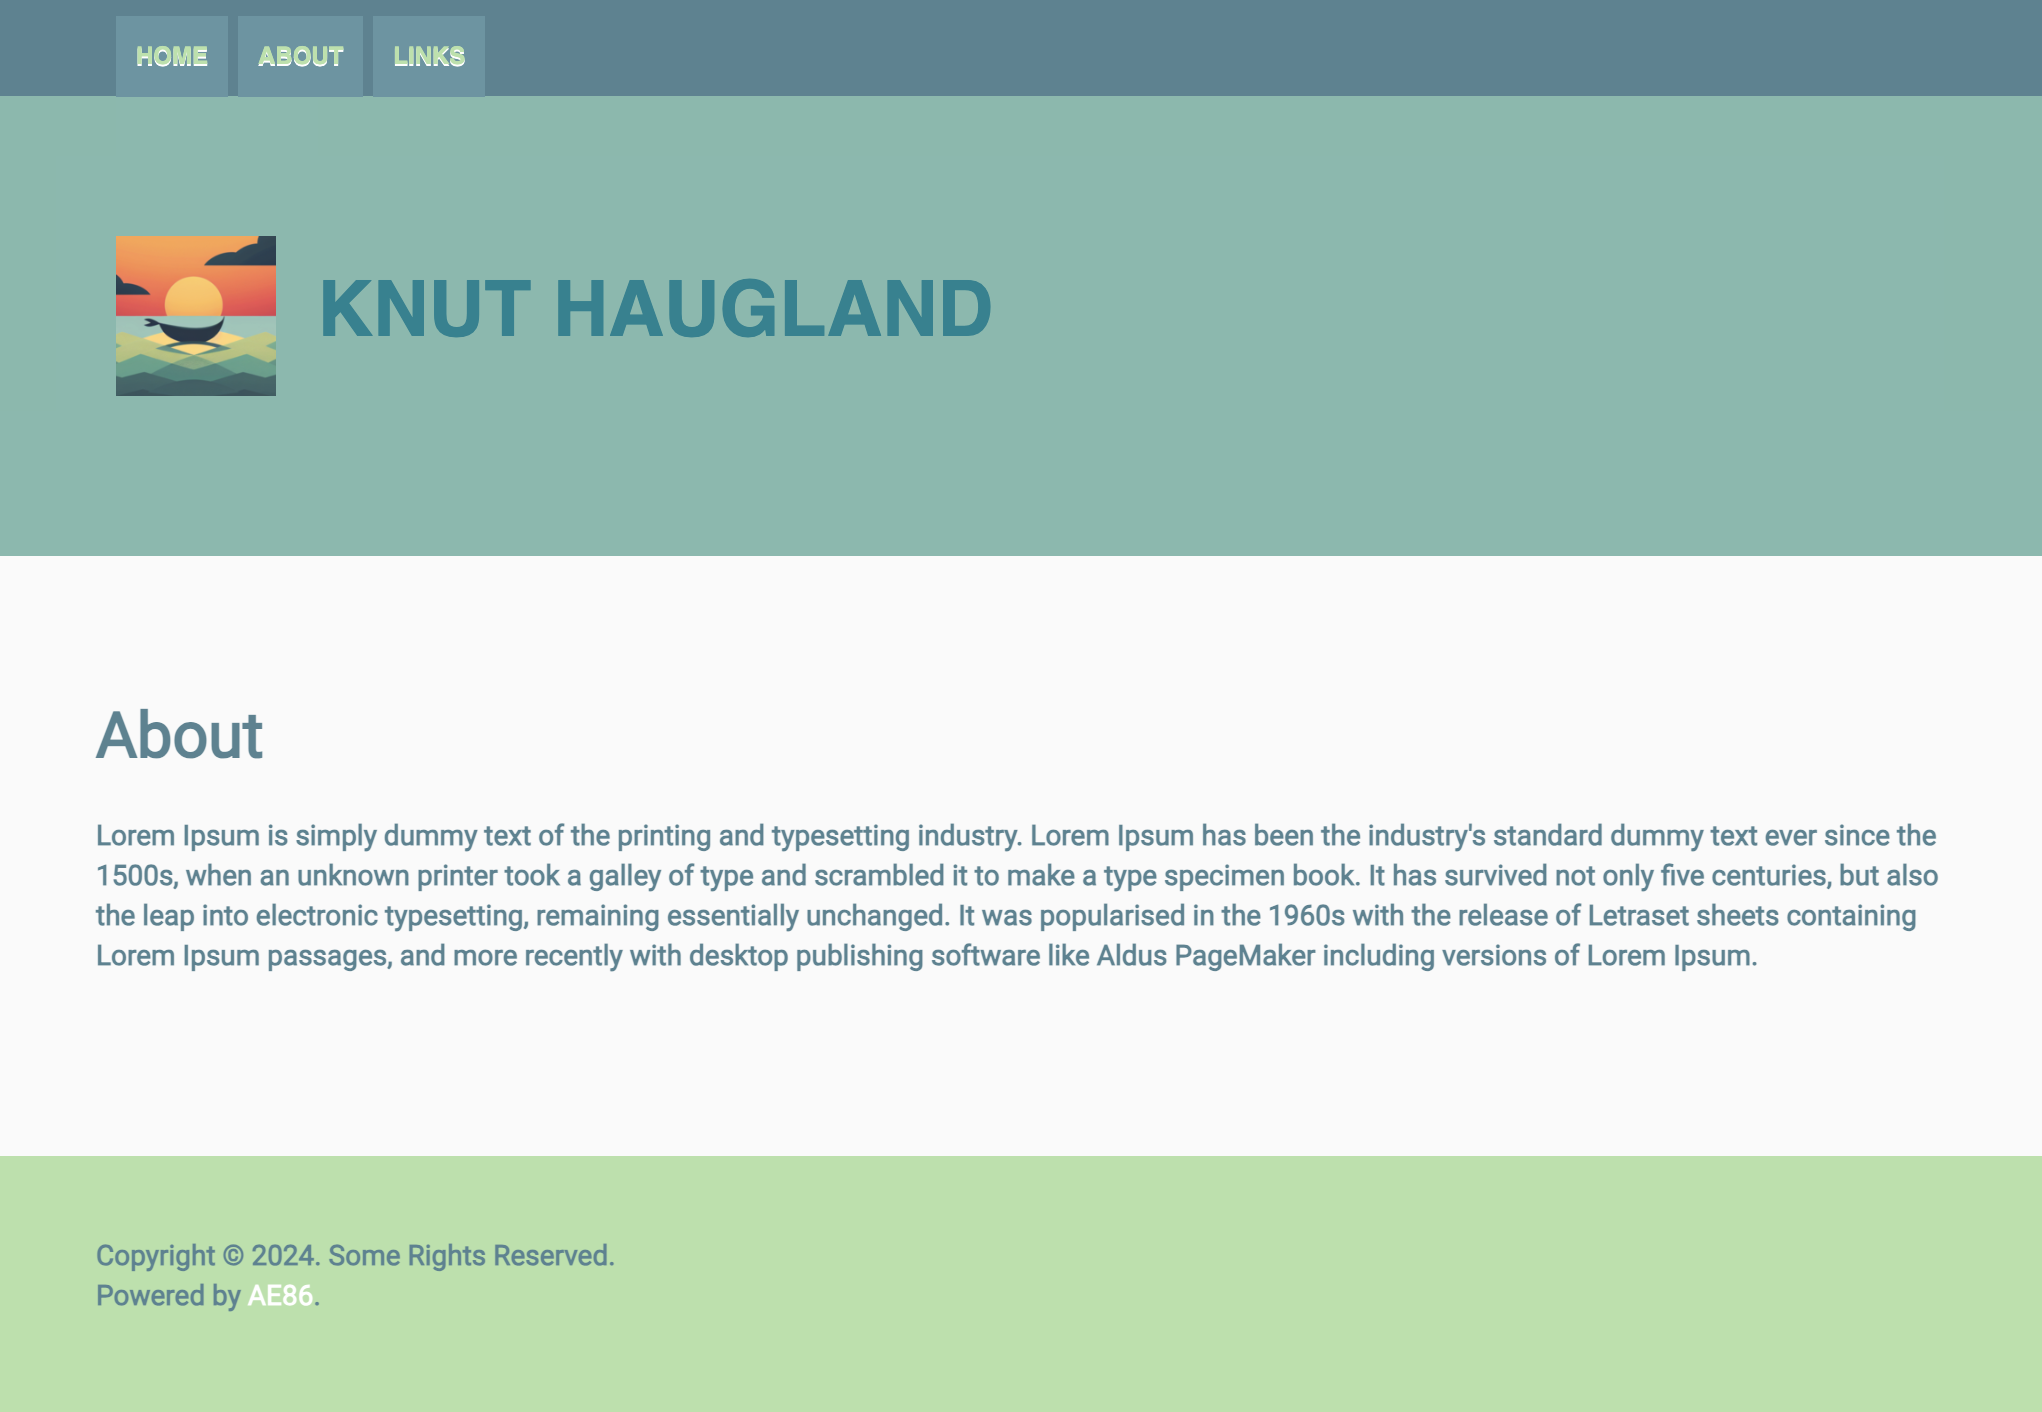 HOME
ABOUT
LINKS
KNUT HAUGLAND
About
Lorem Ipsum is simply dummy text of the printing and typesetting industry. Lorem Ipsum has been the industry's standard dummy text ever since the
1500s, when an unknown printer took a galley of type and scrambled it to make a type specimen book. It has survived not only five centuries, but also
the leap into electronic typesetting, remaining essentially unchanged. It was popularised in the 1960s with the release of Letraset sheets containing
Lorem Ipsum passages, and more recently with desktop publishing software like Aldus PageMaker including versions of Lorem Ipsum.
Copyright © 2024. Some Rights Reserved.
Powered by AE86.